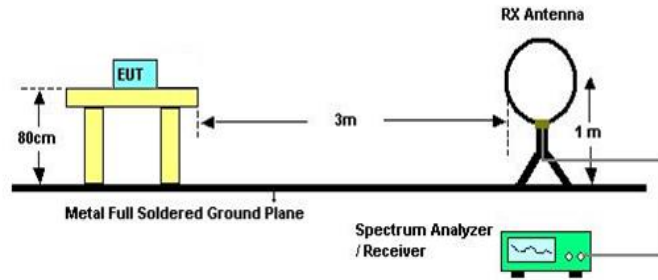 RX Antenna
EUT
80cm
3m
1 m
Metal Full Soldered Ground Plane
Spectrum Analyzer
/ Receiver